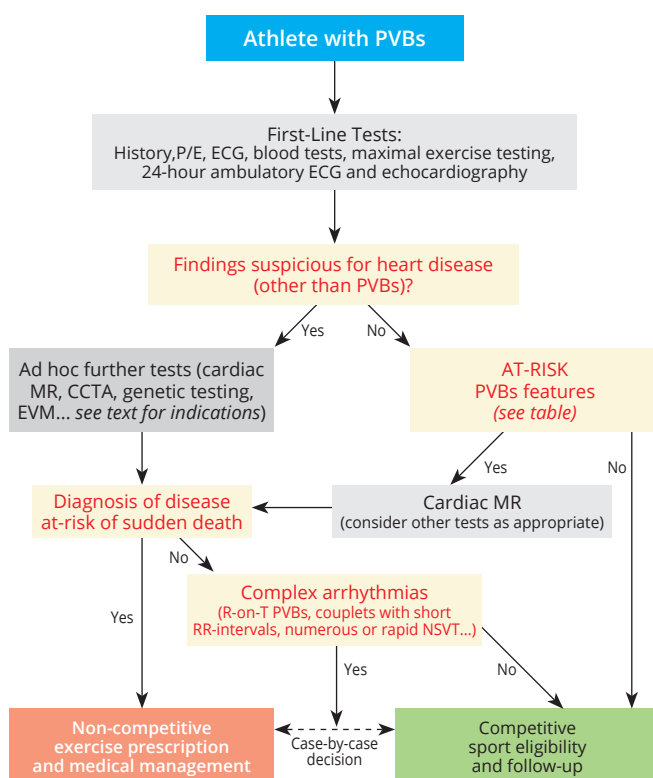 Athlete with PVBs
First-Line Tests:
History,P/E, ECG, blood tests, maximal exercise testing,
24-hour ambulatory ECG and echocardiography
Findings suspicious for heart disease
(other than PVBs)?
Yes
No
Ad hoc further tests (cardiac
MR, CCTA, genetic testing,
EVM... see text for indications)
AT-RISK
PVBs features
(see table)
Yes
No
Diagnosis of disease
at-risk of sudden death
Cardiac MR
(consider other tests as appropriate)
No
Yes
Complex arrhythmias
(R-on-T PVBs, couplets with short
RR-intervals, numerous or rapid NSVT...)
Yes
No
Non-competitive
exercise prescription
and medical management
Case-by-case
decision
Competitive
sport eligibility
and follow-up